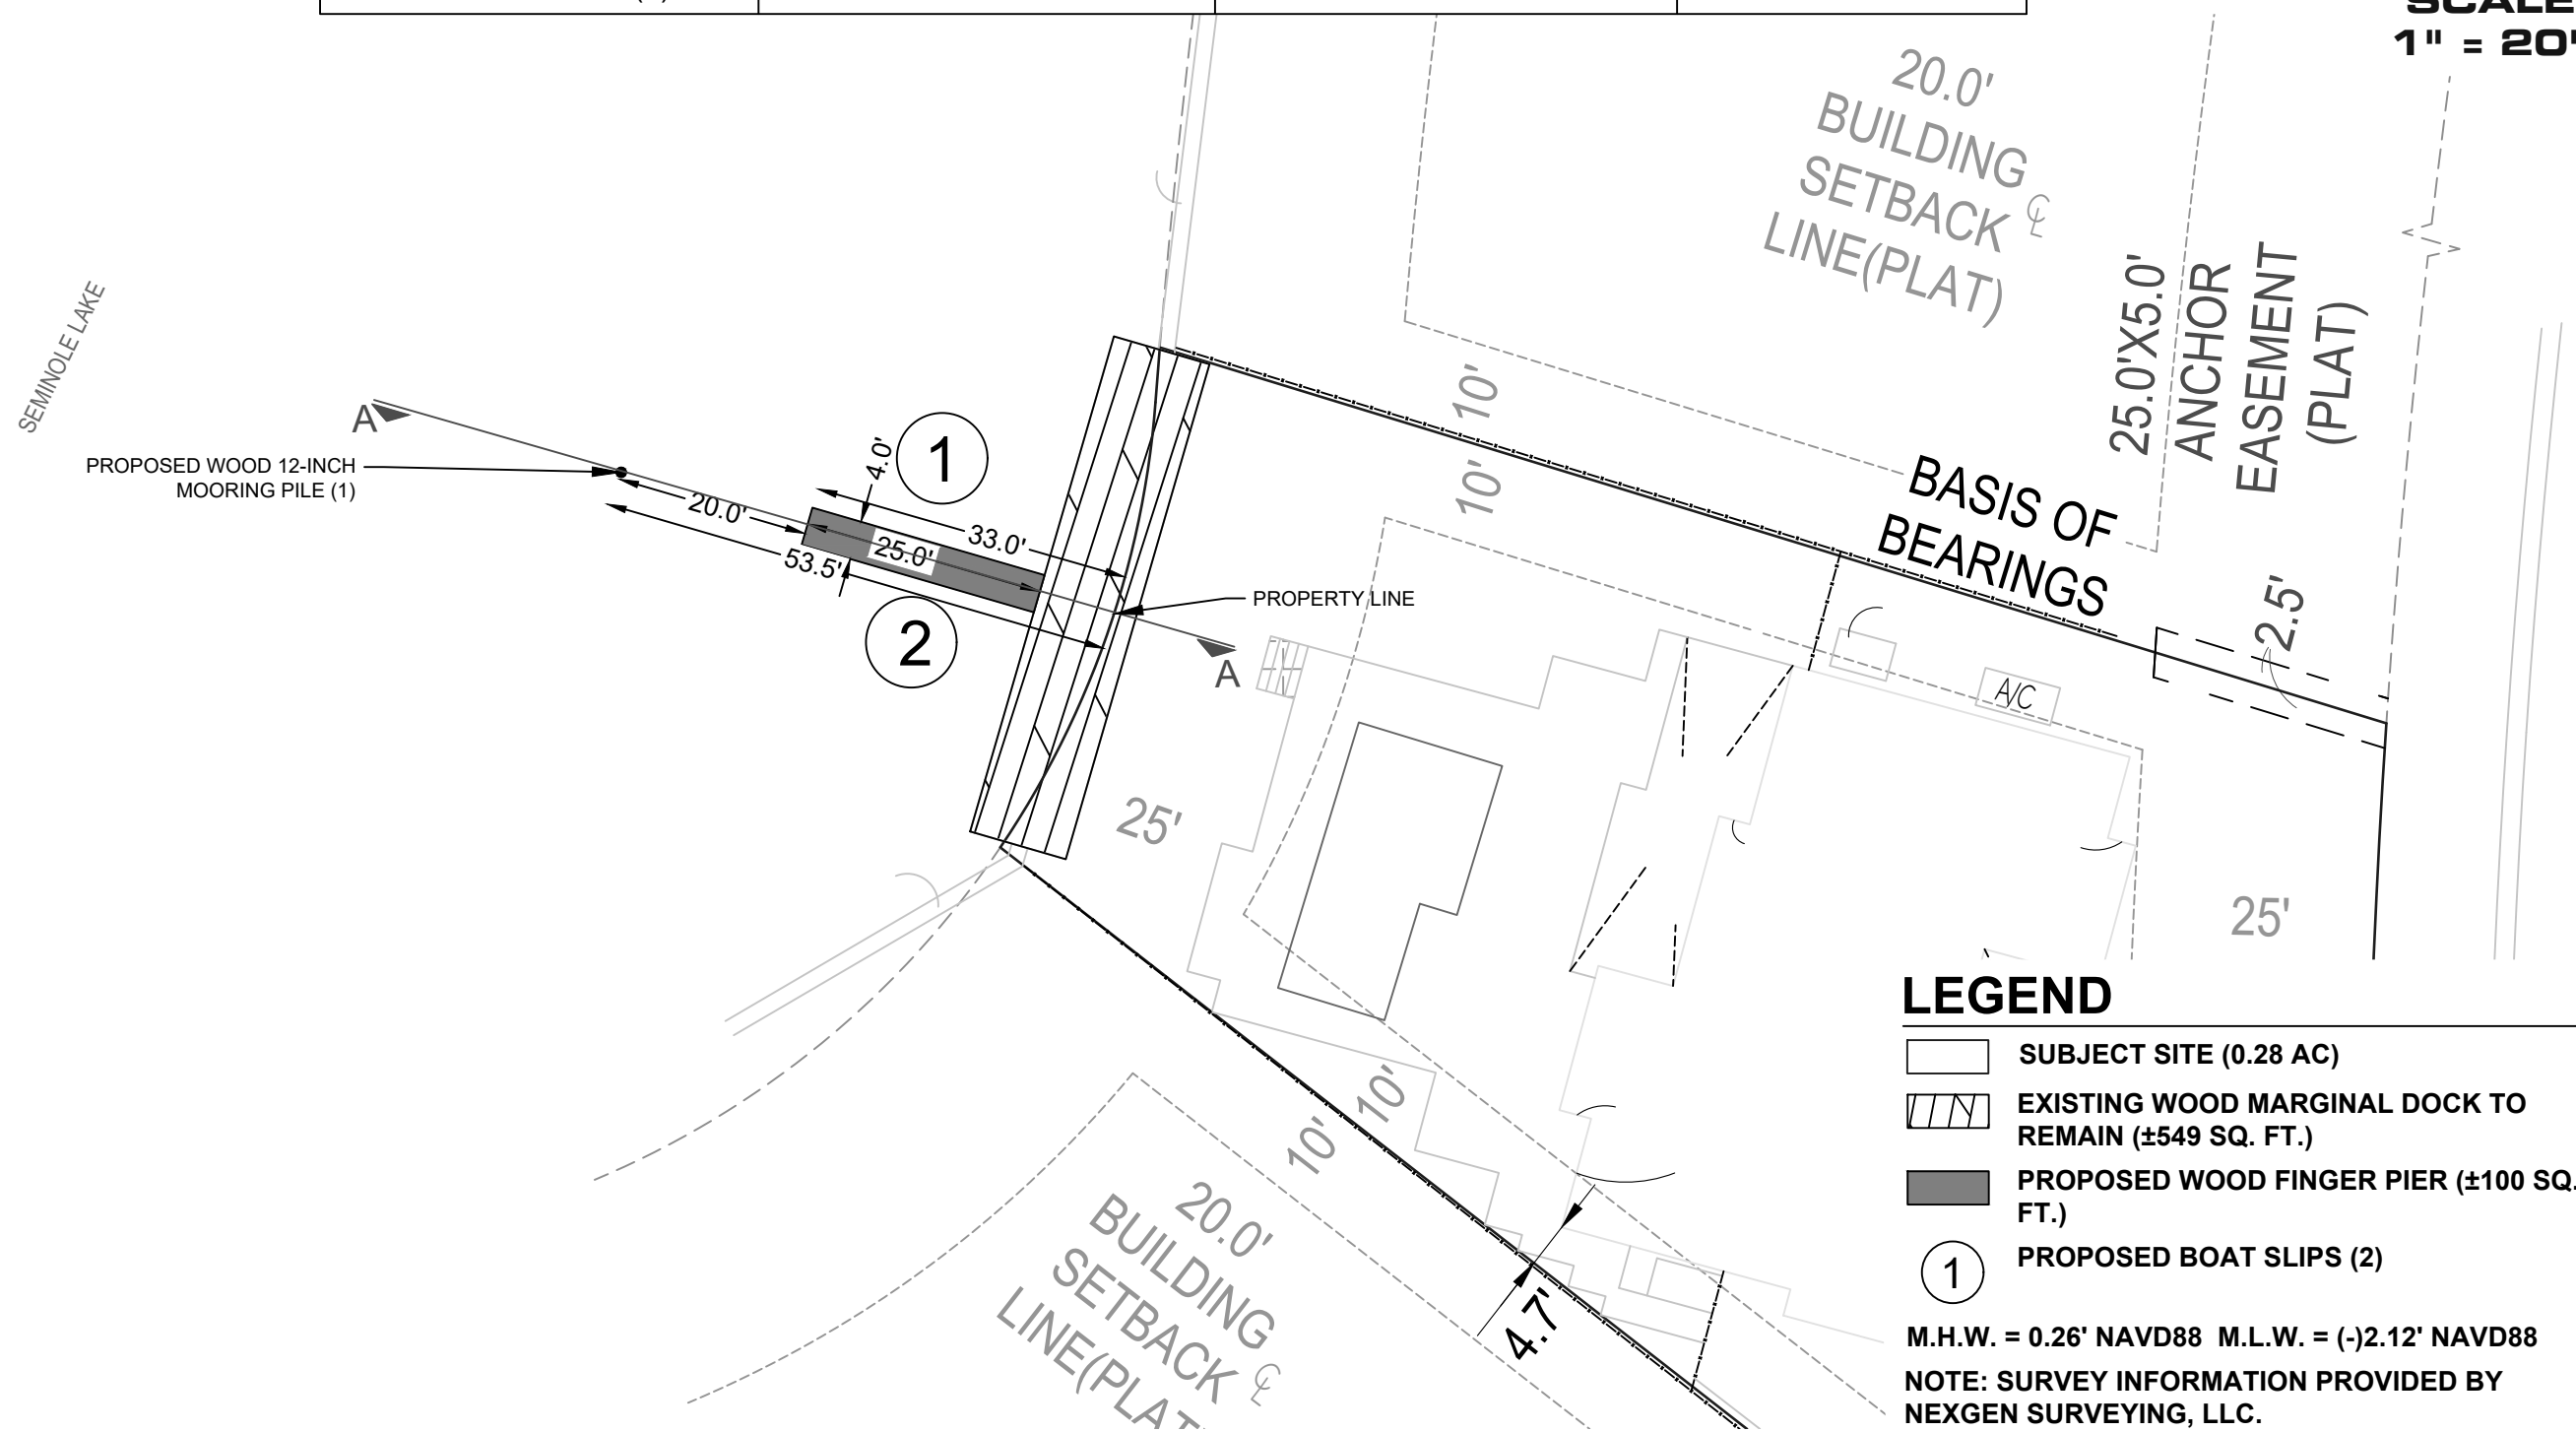 SCALE
1" = 20'
20.0'
BUILDING
SETBACK
LINE(PLAT)
25.0'X5.0'
ANCHOR
EASEMENT
(PLAT)
SEMINOLE LAKE
A
PROPOSED WOOD 12-INCH
MOORING PILE (1)
1
4.0'
20.0'
33.0'
25.0'
53.5'
2
PROPERTY LINE
A
10'
10'
BASIS OF
BEARINGS
2.5'
A/C
25'
25'
10'
10'
20.0'
BUILDING
SETBACK
LINE(PLAT)
4.7'
LEGEND
SUBJECT SITE (0.28 AC)
EXISTING WOOD MARGINAL DOCK TO
REMAIN (±549 SQ. FT.)
PROPOSED WOOD FINGER PIER (±100 SQ.
FT.)
1
PROPOSED BOAT SLIPS (2)
M.H.W. = 0.26' NAVD88 M.L.W. = (-)2.12' NAVD88
NOTE: SURVEY INFORMATION PROVIDED BY
NEXGEN SURVEYING, LLC.